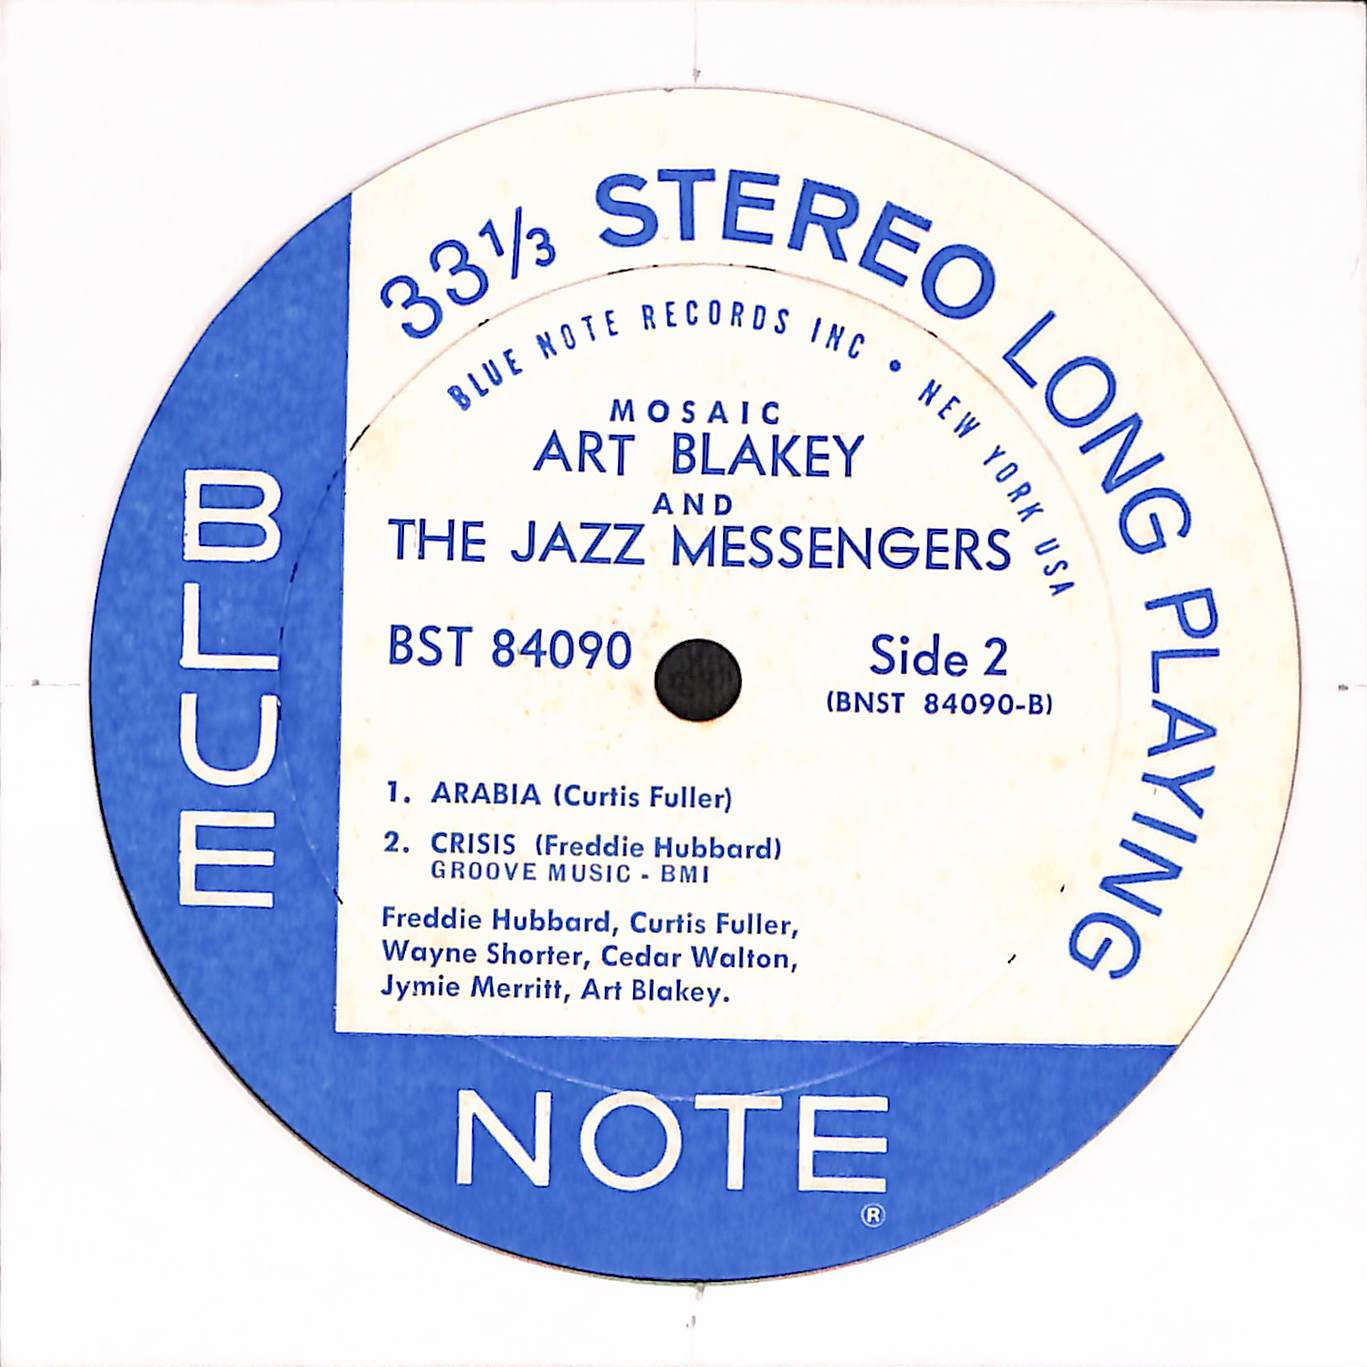 33 1/3 STEREO LONG PLAYING
BLUE NOTE RECORDS INC • NEW YORK USA
MOSAIC
ART BLAKEY
AND
THE JAZZ MESSENGERS
BST 84090
Side 2
(BNST 84090-B)
1. ARABIA (Curtis Fuller)
2. CRISIS (Freddie Hubbard)
GROOVE MUSIC - BMI
Freddie Hubbard, Curtis Fuller,
Wayne Shorter, Cedar Walton,
Jymie Merritt, Art Blakey.
BLUE
NOTE
®